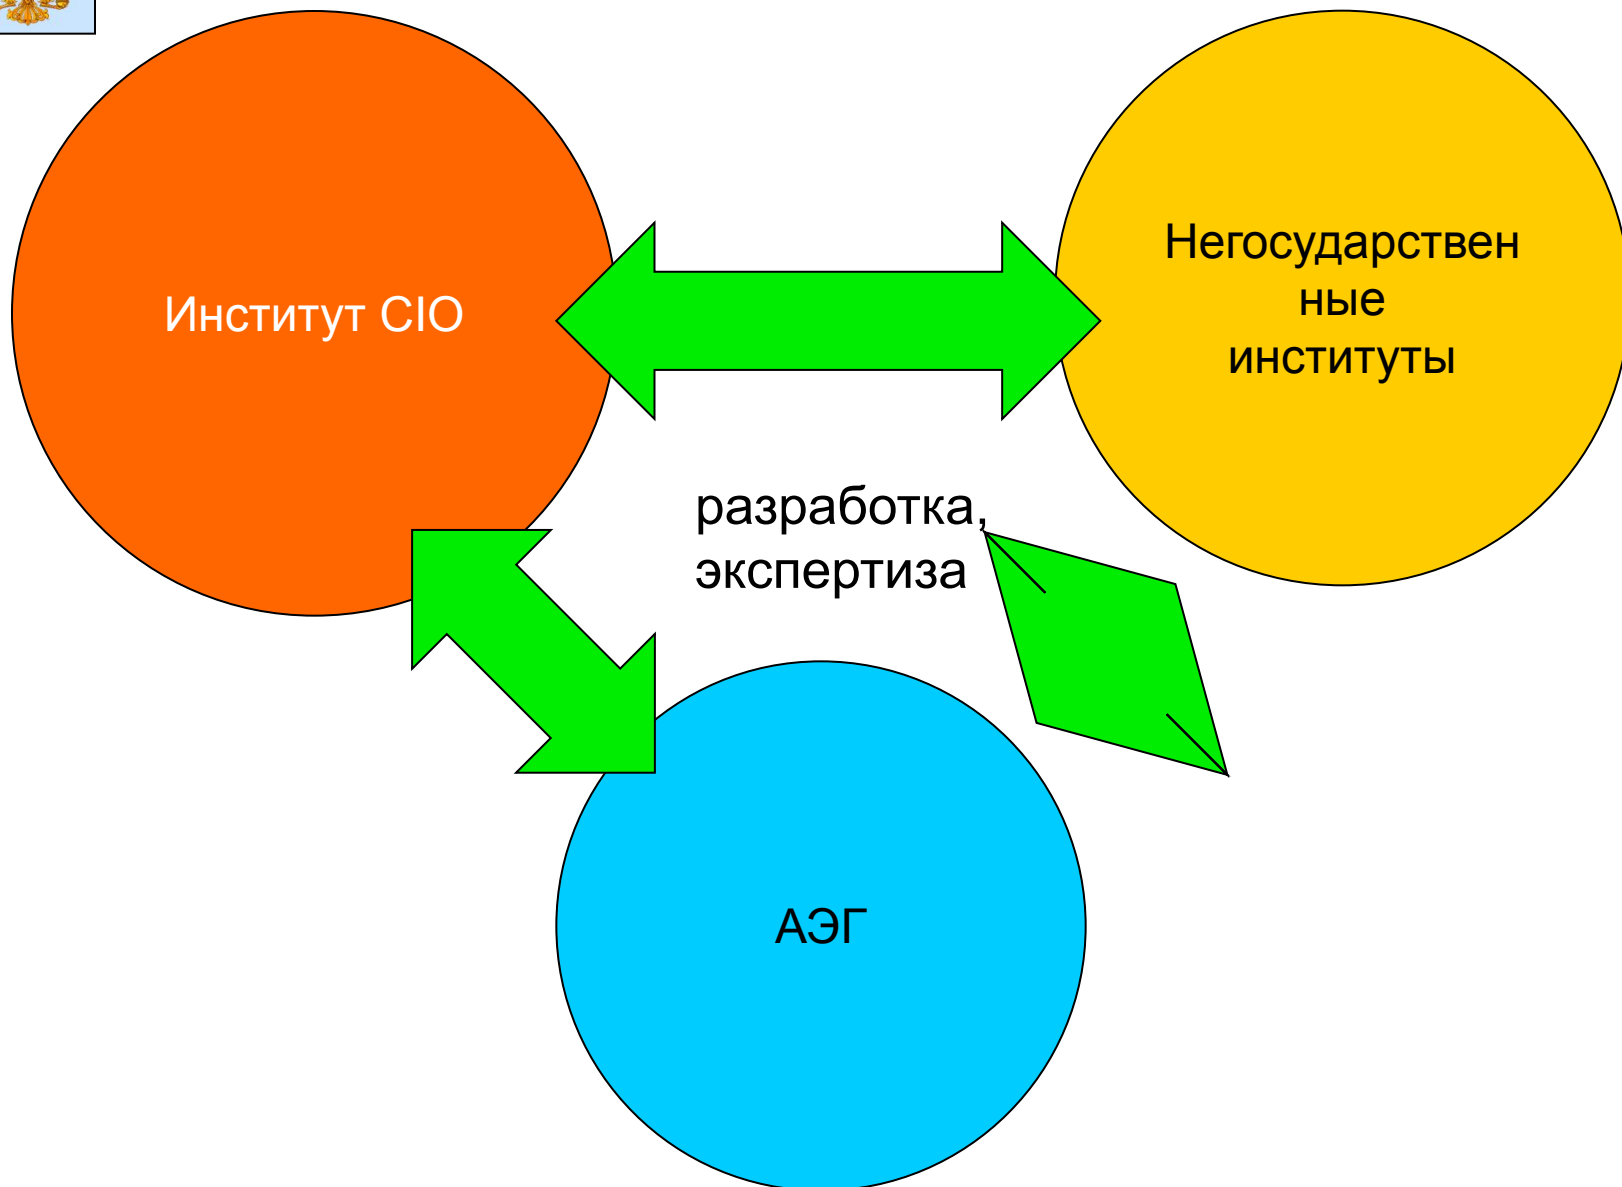 Институт CIO
Негосударствен
ные
институты
разработка,
экспертиза
АЭГ